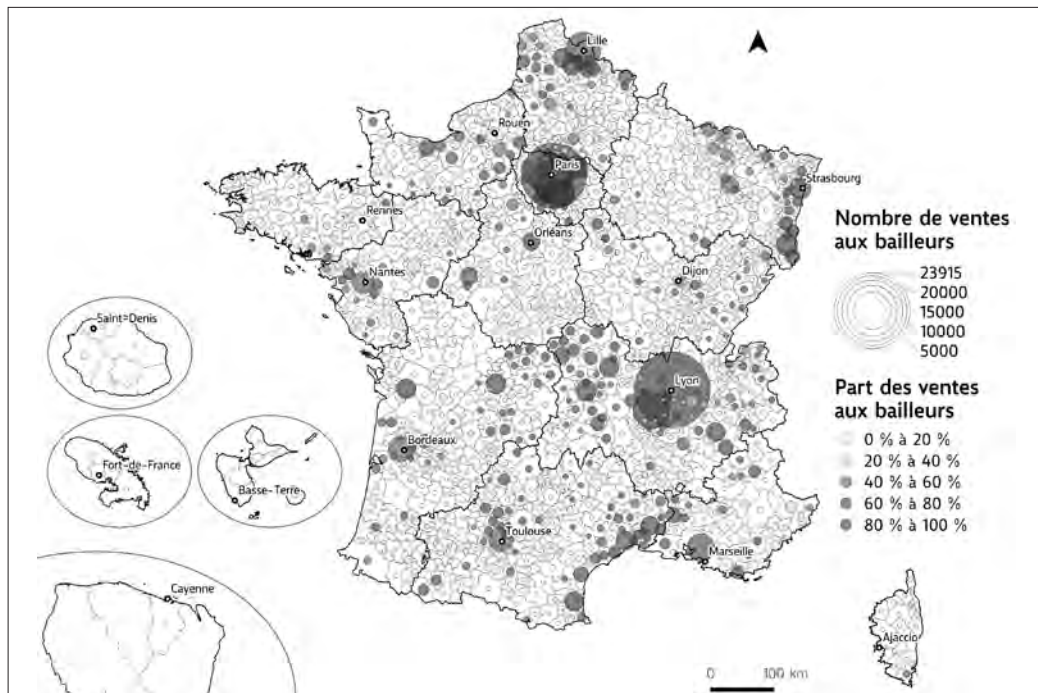 Lille
Rouen
Paris
Strasbourg
Rennes
Orléans
Nantes
Dijon
Saint-Denis
Lyon
Fort-de-France
Basse-Terre
Bordeaux
Toulouse
Marseille
Cayenne
Ajaccio
Nombre de ventes
aux bailleurs
23915
20000
15000
10000
5000
Part des ventes
aux bailleurs
0 % à 20 %
20 % à 40 %
40 % à 60 %
60 % à 80 %
80 % à 100 %
0 100 km